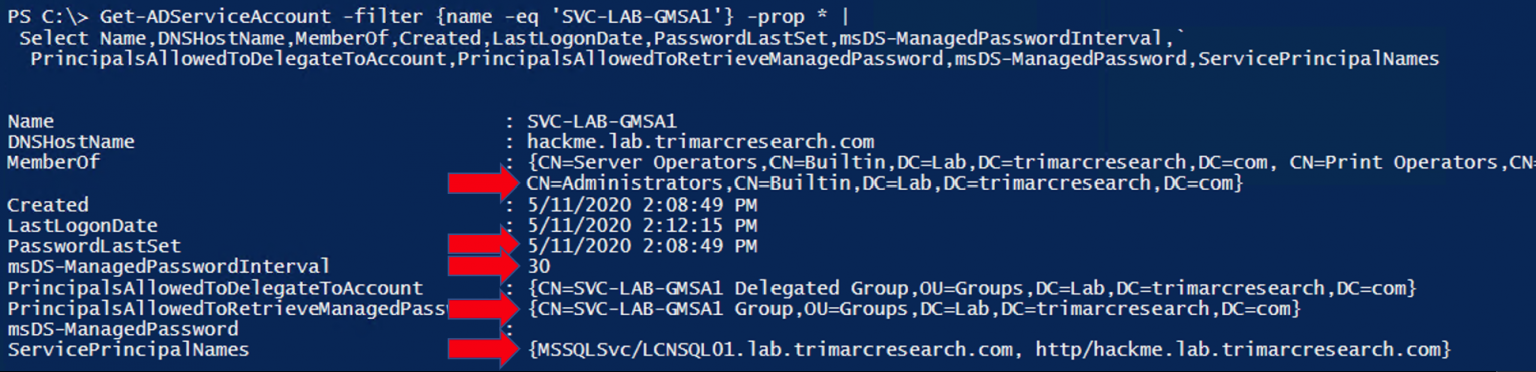 PS C:\> Get-ADServiceAccount -filter {name -eq 'SVC-LAB-GMSA1'} -prop * |
Select Name,DNSHostName,MemberOf,Created,LastLogonDate,PasswordLastSet,msDS-ManagedPasswordInterval,`
PrincipalsAllowedToDelegateToAccount,PrincipalsAllowedToRetrieveManagedPassword,msDS-ManagedPassword,ServicePrincipalNames
Name : SVC-LAB-GMSA1
DNSHostName : hackme.lab.trimarcresearch.com
MemberOf : {CN=Server Operators,CN=Builtin,DC=Lab,DC=trimarcresearch,DC=com, CN=Print Operators,CN=
CN=Administrators,CN=Builtin,DC=Lab,DC=trimarcresearch,DC=com}
Created : 5/11/2020 2:08:49 PM
LastLogonDate : 5/11/2020 2:12:15 PM
PasswordLastSet 5/11/2020 2:08:49 PM
msDS-ManagedPasswordInterval 30
PrincipalsAllowedToDelegateToAccount : {CN=SVC-LAB-GMSA1 Delegated Group,OU=Groups,DC=Lab,DC=trimarcresearch,DC=com}
PrincipalsAllowedToRetrieveManagedPass {CN=SVC-LAB-GMSA1 Group,OU=Groups,DC=Lab,DC=trimarcresearch,DC=com}
msDS-ManagedPassword :
ServicePrincipalNames {MSSQLSvc/LCNSQL01.lab.trimarcresearch.com, http/hackme.lab.trimarcresearch.com}